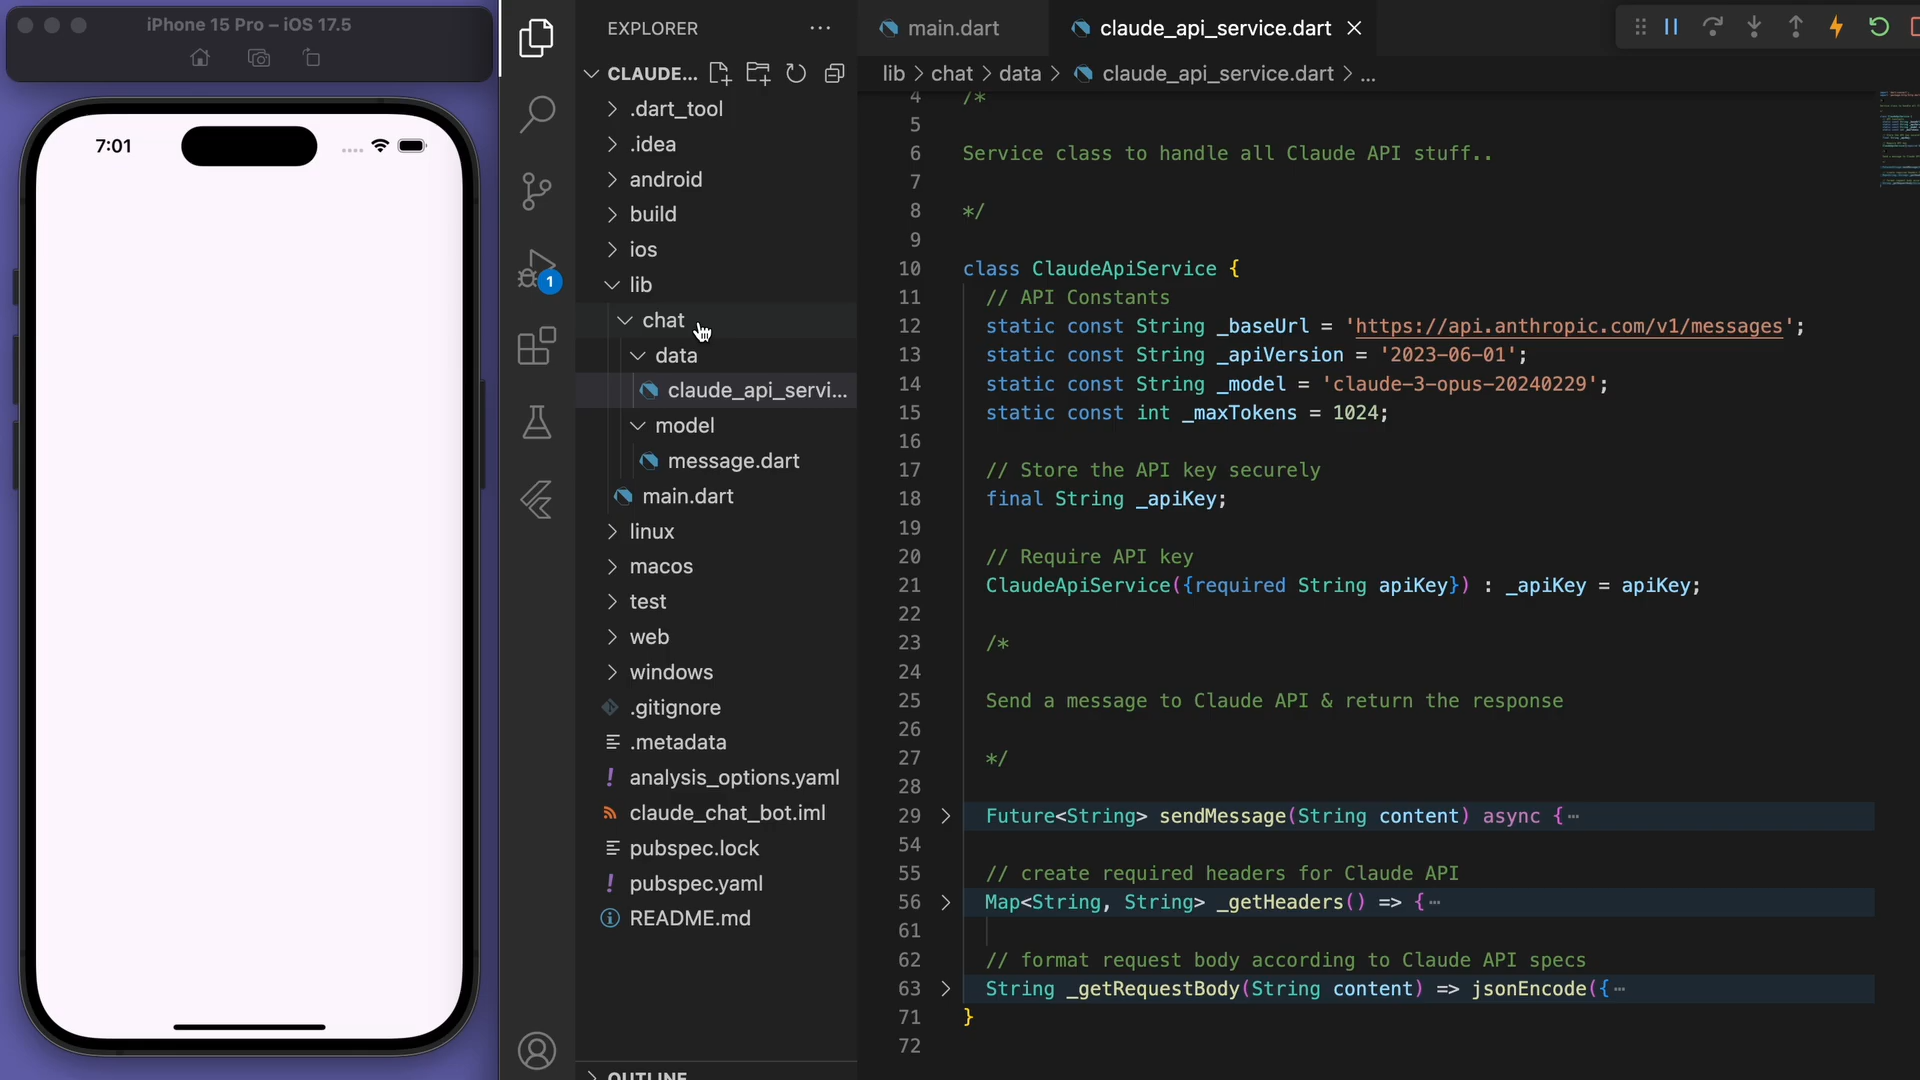 iPhone 15 Pro – iOS 17.5
7:01
1
EXPLORER
CLAUDE...
.dart_tool
.idea
android
build
ios
lib
chat
data
claude_api_servi...
model
message.dart
main.dart
linux
macos
test
web
windows
.gitignore
.metadata
analysis_options.yaml
claude_chat_bot.iml
pubspec.lock
pubspec.yaml
README.md
OUTLINE
main.dart
claude_api_service.dart
lib > chat > data > claude_api_service.dart > ...
4 /*
5
6 Service class to handle all Claude API stuff..
7
8 */
9
10 class ClaudeApiService {
11 // API Constants
12 static const String _baseUrl = 'https://api.anthropic.com/v1/messages';
13 static const String _apiVersion = '2023-06-01';
14 static const String _model = 'claude-3-opus-20240229';
15 static const int _maxTokens = 1024;
16
17 // Store the API key securely
18 final String _apiKey;
19
20 // Require API key
21 ClaudeApiService({required String apiKey}) : _apiKey = apiKey;
22
23 /*
24
25 Send a message to Claude API & return the response
26
27 */
28
29 Future<String> sendMessage(String content) async {…
54
55 // create required headers for Claude API
56 Map<String, String> _getHeaders() => {…
61
62 // format request body according to Claude API specs
63 String _getRequestBody(String content) => jsonEncode({…
71 }
72